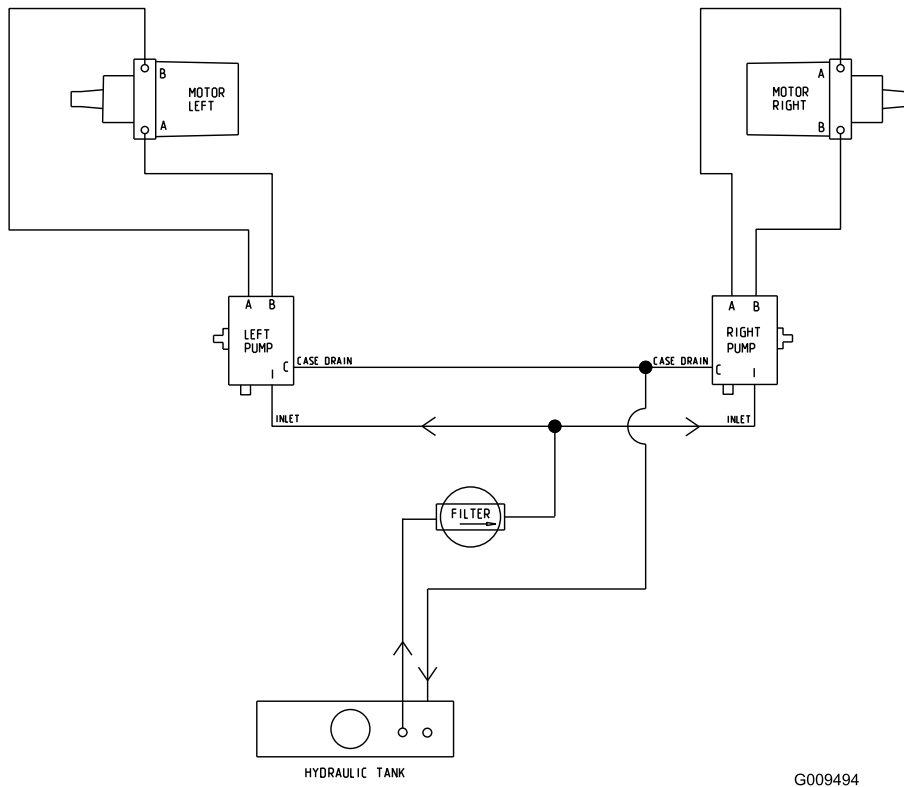 B
MOTOR
LEFT
A
A
MOTOR
RIGHT
B
A B
LEFT
PUMP
C
I
CASE DRAIN
INLET
A B
RIGHT
PUMP
CASE DRAIN
C
I
INLET
FILTER
HYDRAULIC TANK
G009494